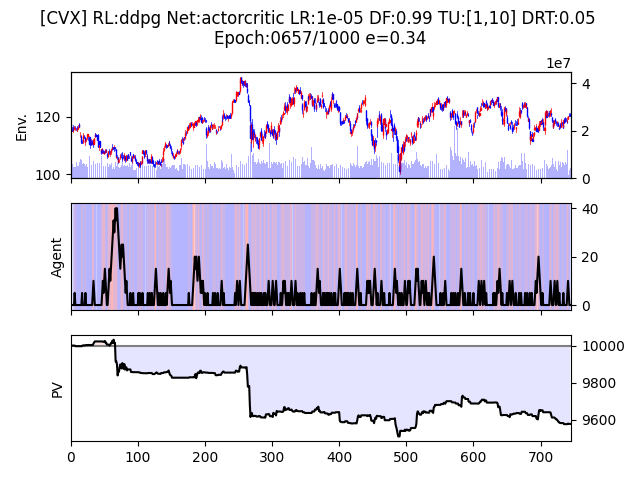 [CVX] RL:ddpg Net:actorcritic LR:1e-05 DF:0.99 TU:[1,10] DRT:0.05
Epoch:0657/1000 e=0.34
1e7
Env.
120
100
4
2
0
Agent
40
20
0
PV
10000
9800
9600
0 100 200 300 400 500 600 700